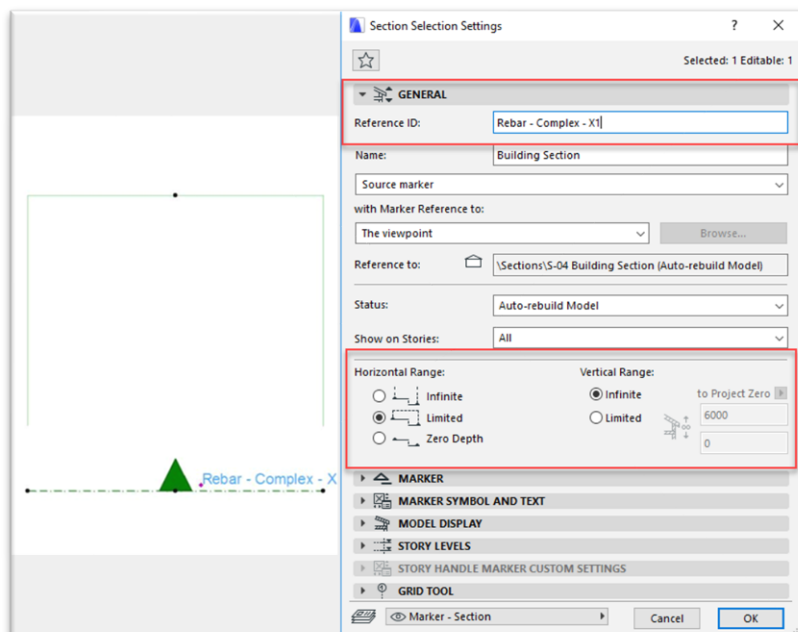 Section Selection Settings
?
Selected: 1 Editable: 1
GENERAL
Reference ID:
Rebar - Complex - X1
Name:
Building Section
Source marker
with Marker Reference to:
The viewpoint
Browse...
Reference to:
\Sections\S-04 Building Section (Auto-rebuild Model)
Status:
Auto-rebuild Model
Show on Stories:
All
Horizontal Range:
Vertical Range:
Infinite
Infinite
to Project Zero
Limited
Limited
6000
Zero Depth
0
MARKER
Rebar - Complex - X
MARKER SYMBOL AND TEXT
MODEL DISPLAY
STORY LEVELS
STORY HANDLE MARKER CUSTOM SETTINGS
GRID TOOL
Marker - Section
Cancel
OK